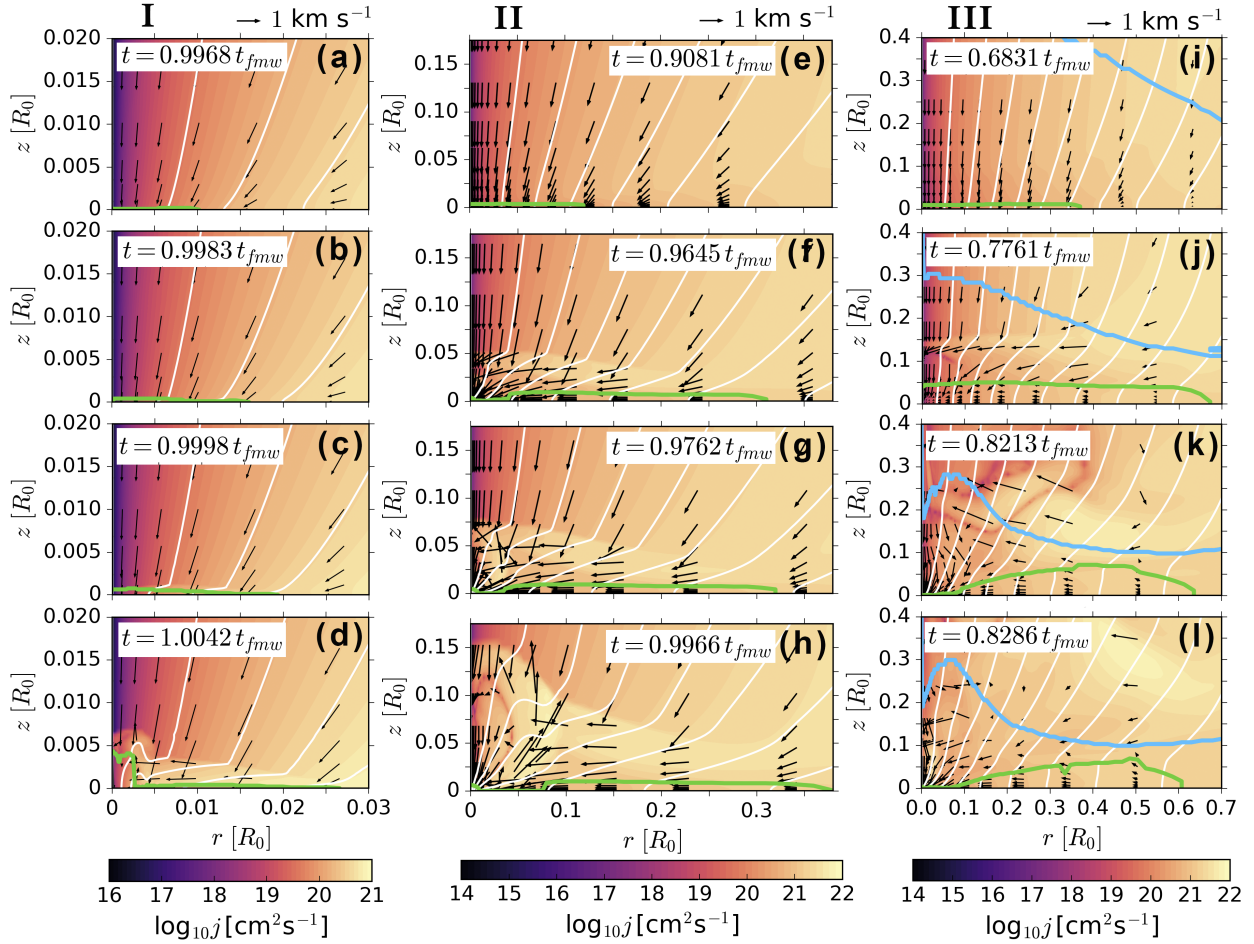 I → 1 km s⁻¹ II III → 1 km s⁻¹
0.020 0.015 0.010 0.005 0
z [R₀]
t = 0.9968 t_fmw (a)
0.15 0.10 0.05 0
z [R₀]
t = 0.9081 t_fmw (e)
0.4 0.3 0.2 0.1 0
z [R₀]
t = 0.6831 t_fmw (i)
0.020 0.015 0.010 0.005 0
z [R₀]
t = 0.9983 t_fmw (b)
0.15 0.10 0.05 0
z [R₀]
t = 0.9645 t_fmw (f)
0.4 0.3 0.2 0.1 0
z [R₀]
t = 0.7761 t_fmw (j)
0.020 0.015 0.010 0.005 0
z [R₀]
t = 0.9998 t_fmw (c)
0.15 0.10 0.05 0
z [R₀]
t = 0.9762 t_fmw (g)
0.4 0.3 0.2 0.1 0
z [R₀]
t = 0.8213 t_fmw (k)
0.020 0.015 0.010 0.005 0
z [R₀]
t = 1.0042 t_fmw (d)
0.15 0.10 0.05 0
z [R₀]
t = 0.9966 t_fmw (h)
0.4 0.3 0.2 0.1 0
z [R₀]
t = 0.8286 t_fmw (l)
0 0.01 0.02 0.03
r [R₀]
0 0.1 0.2 0.3
r [R₀]
0.0 0.1 0.2 0.3 0.4 0.5 0.6 0.7
r [R₀]
16 17 18 19 20 21
log₁₀ j [cm²s⁻¹]
14 15 16 17 18 19 20 21 22
log₁₀ j [cm²s⁻¹]
14 15 16 17 18 19 20 21 22
log₁₀ j [cm²s⁻¹]